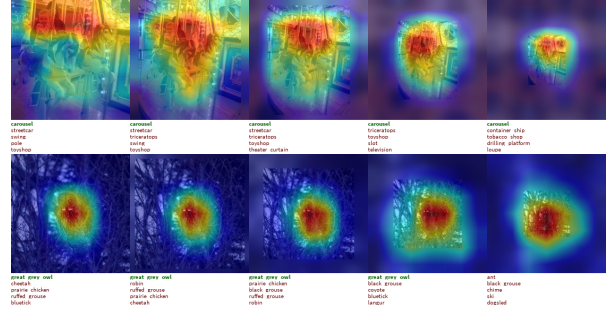 carousel
streetcar
swing
pole
toyshop
carousel
streetcar
triceratops
swing
toyshop
carousel
streetcar
triceratops
toyshop
theater curtain
carousel
triceratops
toyshop
slot
television
carousel
container ship
tobacco shop
drilling platform
loupe
great grey owl
cheetah
prairie chicken
ruffed grouse
bluetick
great grey owl
robin
ruffed grouse
prairie chicken
cheetah
great grey owl
prairie chicken
black grouse
ruffed grouse
robin
great grey owl
black grouse
coyote
bluetick
langur
ant
black grouse
chime
ski
dogsled